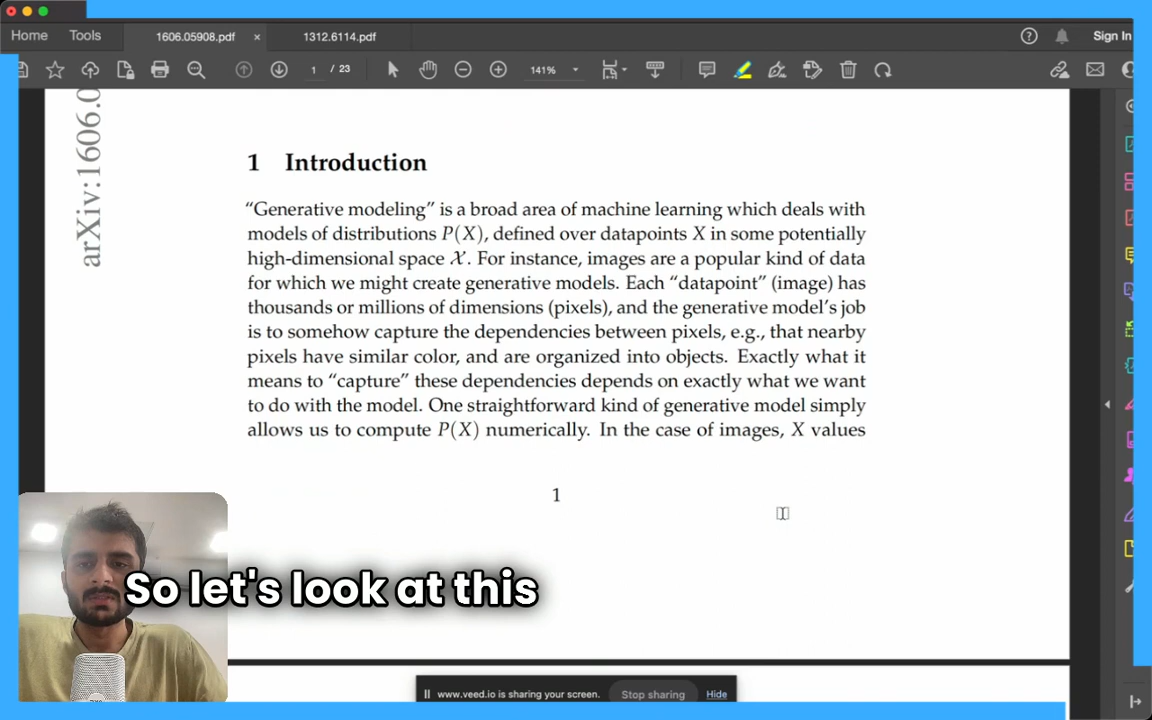 Home Tools 1606.05908.pdf × 1312.6114.pdf Sign In
1 / 23 141%
arXiv:1606.0
1 Introduction
“Generative modeling” is a broad area of machine learning which deals with
models of distributions P(X), defined over datapoints X in some potentially
high-dimensional space 𝒳. For instance, images are a popular kind of data
for which we might create generative models. Each “datapoint” (image) has
thousands or millions of dimensions (pixels), and the generative model’s job
is to somehow capture the dependencies between pixels, e.g., that nearby
pixels have similar color, and are organized into objects. Exactly what it
means to “capture” these dependencies depends on exactly what we want
to do with the model. One straightforward kind of generative model simply
allows us to compute P(X) numerically. In the case of images, X values
1
So let's look at this
www.veed.io is sharing your screen. Stop sharing Hide